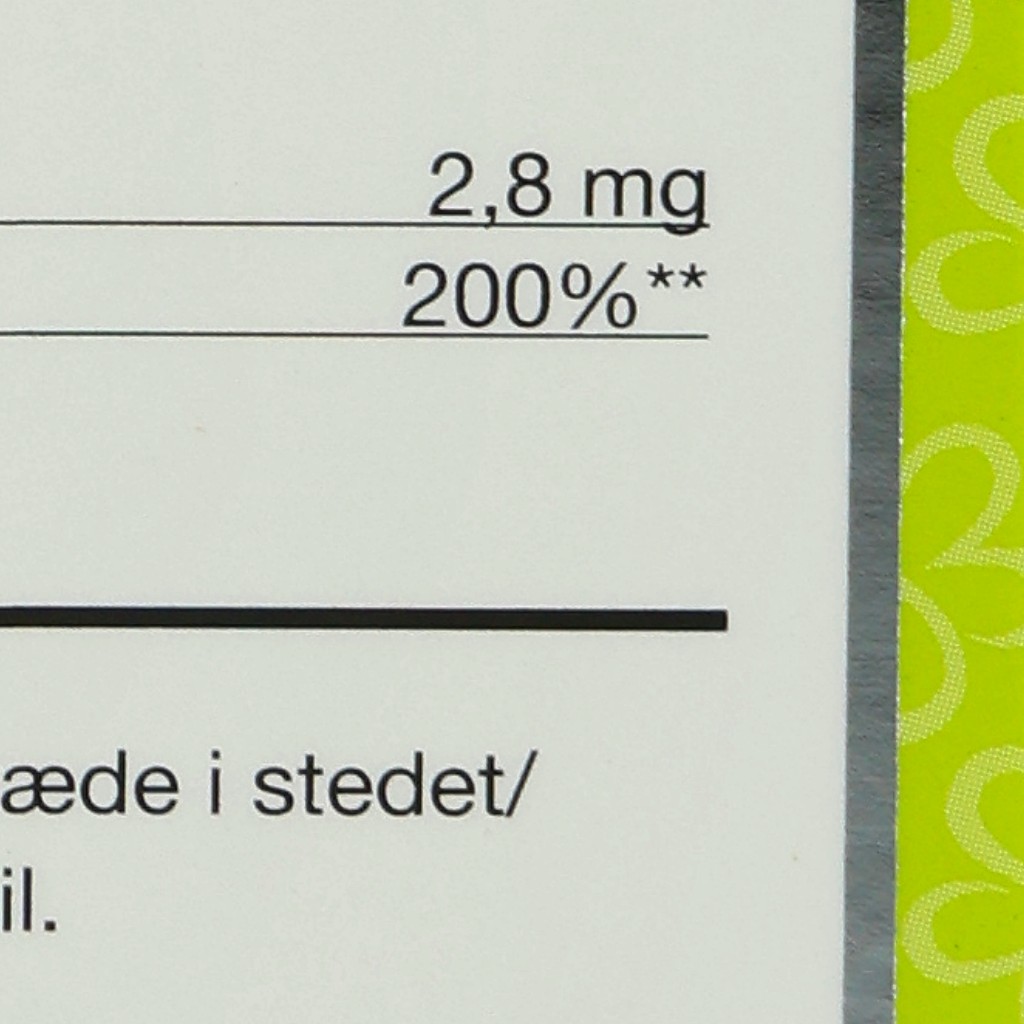 2,8 mg
200%**
æde i stedet/
il.